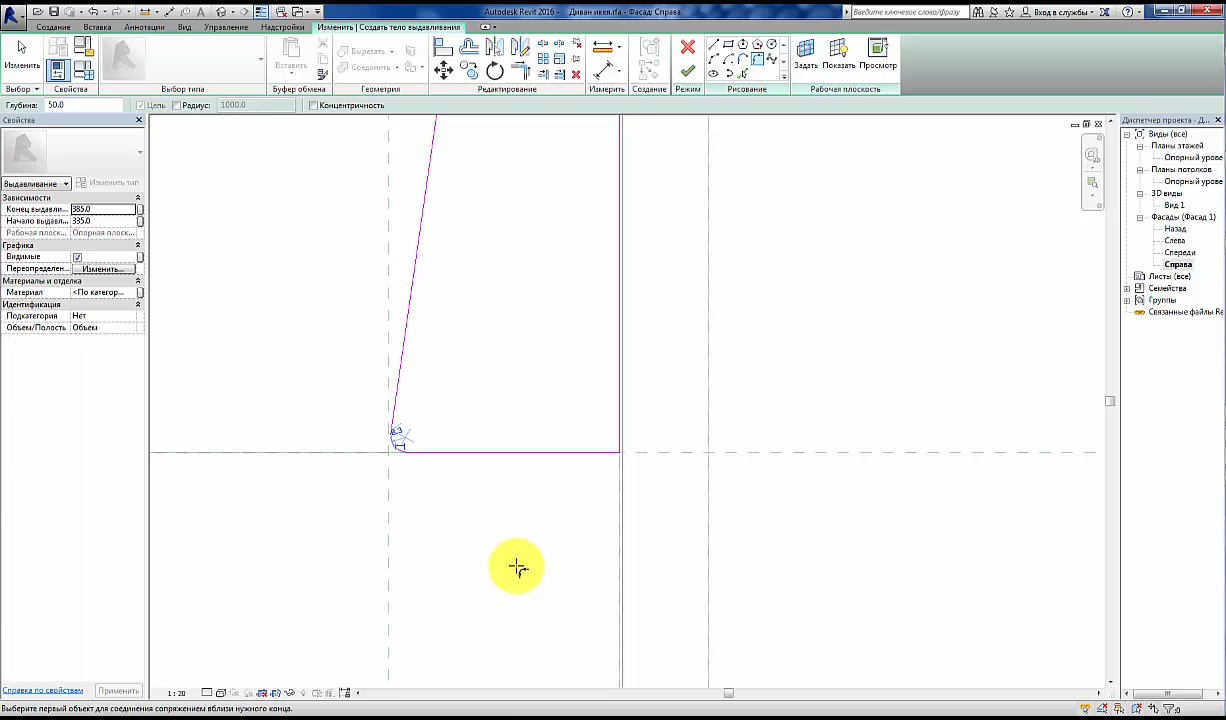 Autodesk Revit 2016 - Диван икея.rfa - Фасад: Справа
Введите ключевое слово/фразу
Вход в службы
Создание Вставка Аннотации Вид Управление Надстройки Изменить | Создать тело выдавливания
Изменить
Вставить
Вырезать
Соединить
Задать Показать Просмотр
Выбор Свойства Выбор типа Буфер обмена Геометрия Редактирование Измерить Создание Режим Рисование Рабочая плоскость
Глубина: 50.0 Цепь Радиус: 1000.0 Концентричность
Свойства
Выдавливание Изменить тип
Зависимости
Конец выдавли... 385.0
Начало выдавл... 335.0
Рабочая плоск... Опорная плоск...
Графика
Видимые
Переопределен... Изменить...
Материалы и отделка
Материал <По категор...
Идентификация
Подкатегория Нет
Объем/Полость Объем
Справка по свойствам Применить
Диспетчер проекта - Д...
Виды (все)
Планы этажей
Опорный урове
Планы потолков
Опорный урове
3D виды
Вид 1
Фасады (Фасад 1)
Назад
Слева
Спереди
Справа
Листы (все)
Семейства
Группы
Связанные файлы Re
1 : 20
Выберите первый объект для соединения сопряжением вблизи нужного конца.
:0